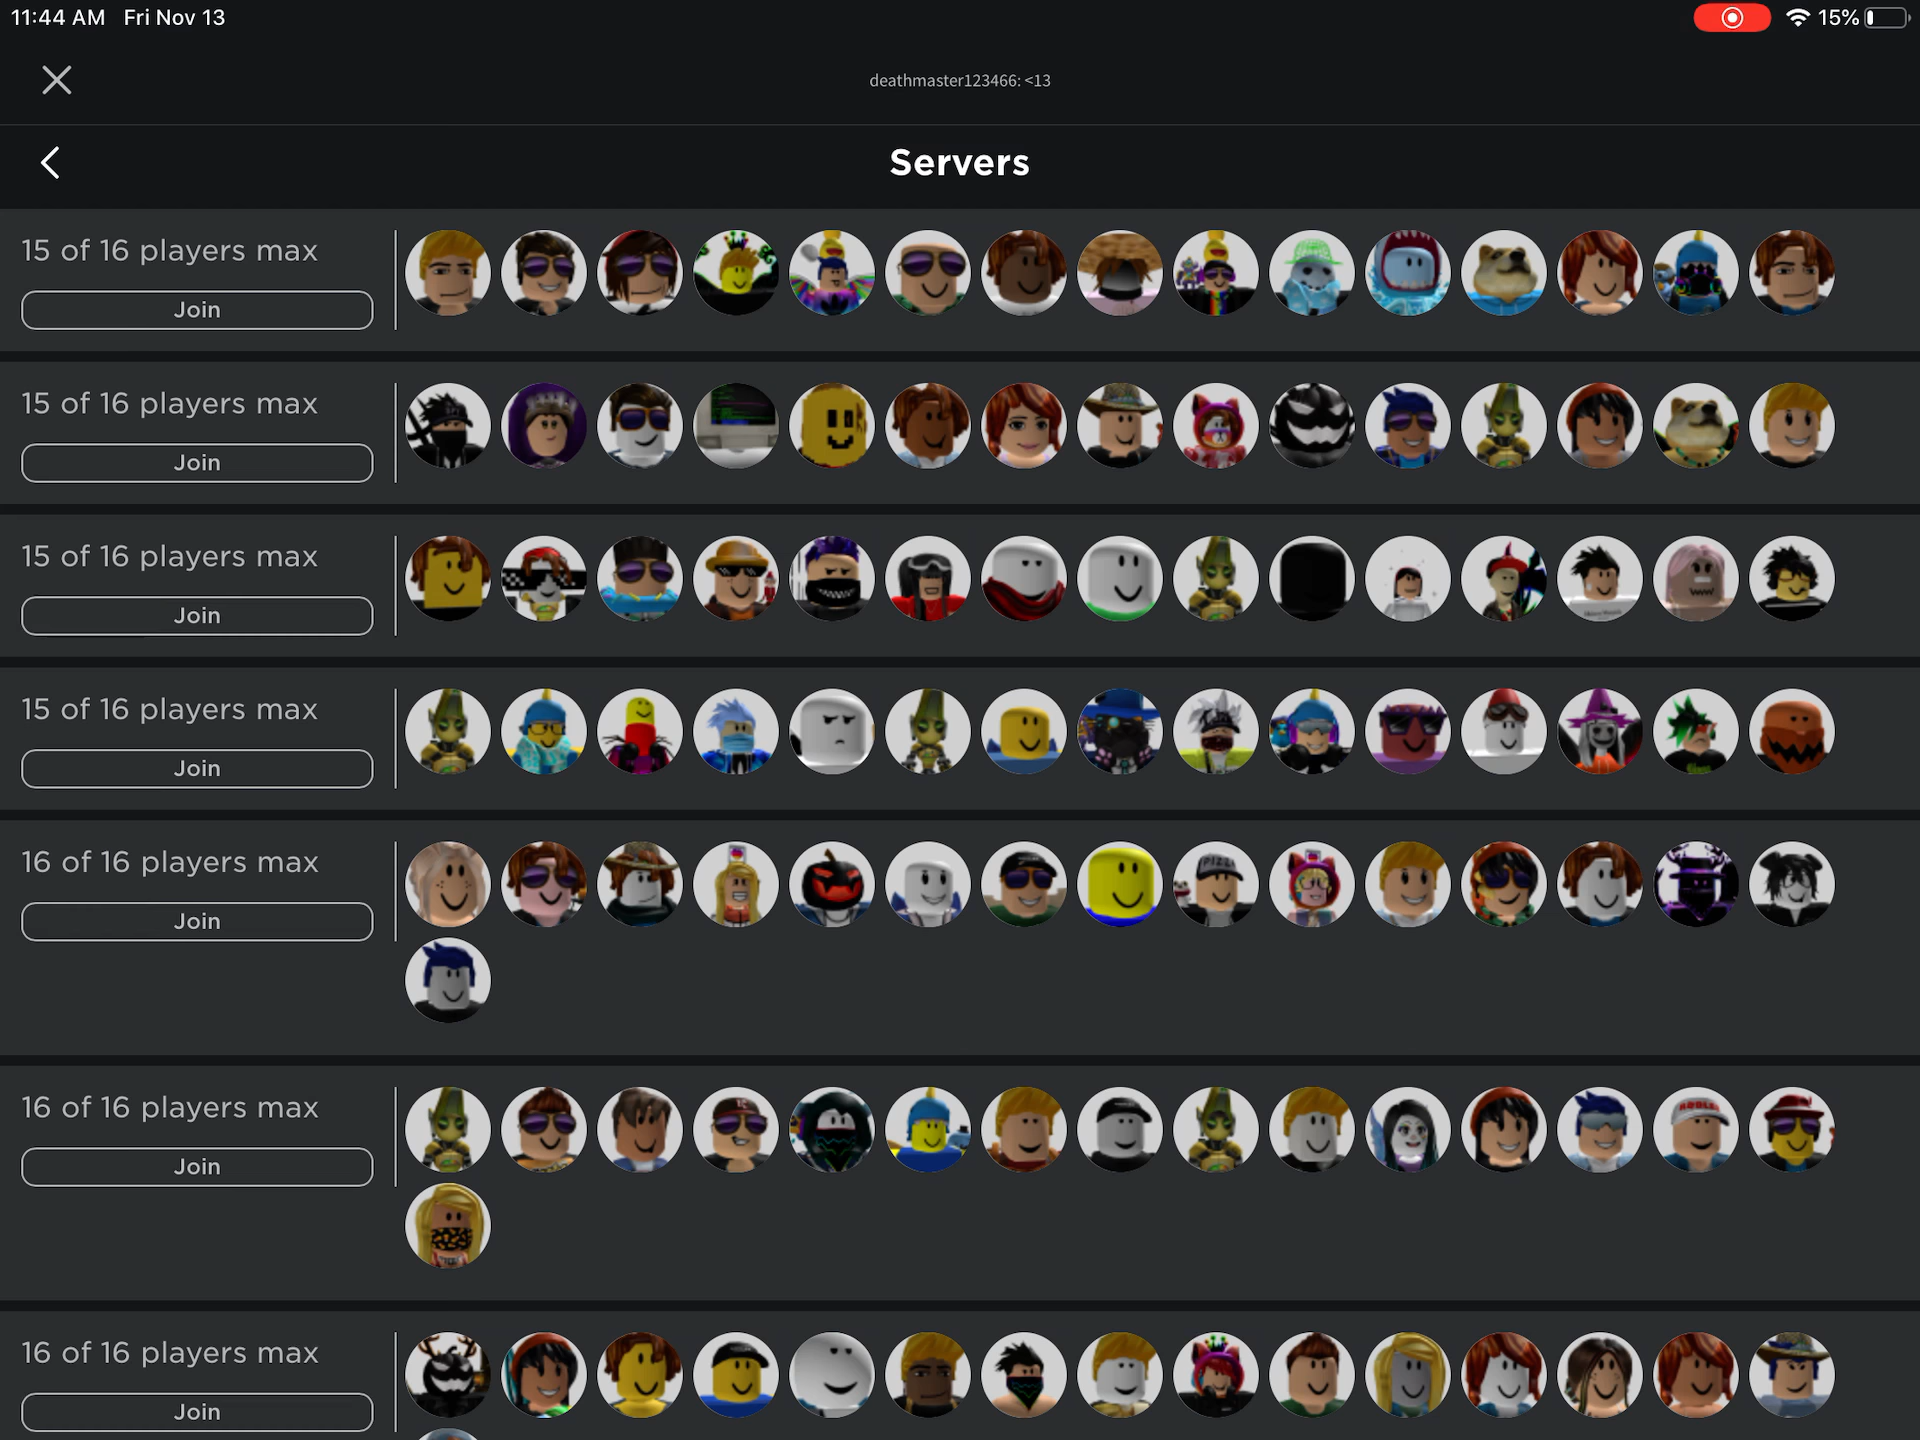 11:44 AM Fri Nov 13
15%
deathmaster123466: <13
Servers
15 of 16 players max
Join
15 of 16 players max
Join
15 of 16 players max
Join
15 of 16 players max
Join
16 of 16 players max
Join
16 of 16 players max
Join
16 of 16 players max
Join